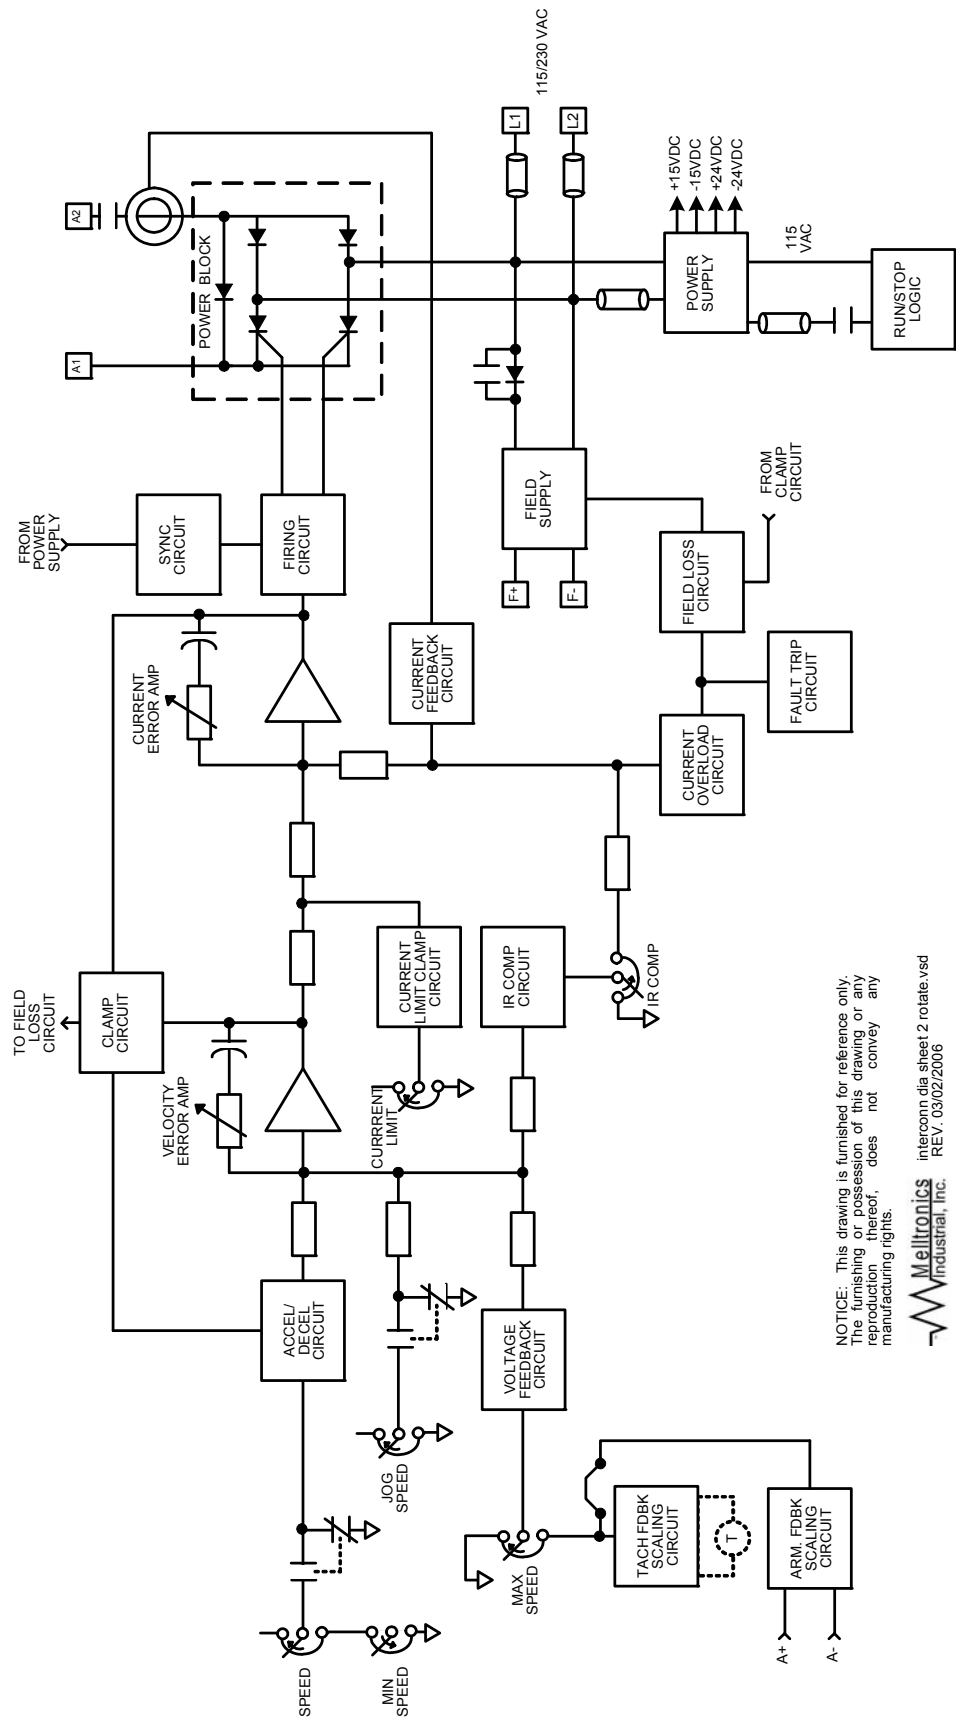 SPEED
MIN
SPEED
JOG
SPEED
ACCEL/
DECEL
CIRCUIT
VELOCITY
ERROR AMP
TO FIELD
LOSS
CIRCUIT
CLAMP
CIRCUIT
CURRRENT
LIMIT
CURRENT
LIMIT CLAMP
CIRCUIT
CURRENT
ERROR AMP
FROM
POWER
SUPPLY
SYNC
CIRCUIT
FIRING
CIRCUIT
A1
A2
POWER BLOCK
MAX
SPEED
VOLTAGE
FEEDBACK
CIRCUIT
IR COMP
CIRCUIT
IR COMP
CURRENT
FEEDBACK
CIRCUIT
F+
F-
FIELD
SUPPLY
L1
L2
115/230 VAC
TACH FDBK
SCALING
CIRCUIT
T
A+
A-
ARM. FDBK
SCALING
CIRCUIT
CURRENT
OVERLOAD
CIRCUIT
FIELD LOSS
CIRCUIT
FAULT TRIP
CIRCUIT
FROM
CLAMP
CIRCUIT
POWER
SUPPLY
+15VDC
-15VDC
+24VDC
-24VDC
115
VAC
RUN/STOP
LOGIC
NOTICE: This drawing is furnished for reference only.
The furnishing or possession of this drawing or any
reproduction thereof, does not convey any
manufacturing rights.
Melltronics
Industrial, Inc.
interconn dia sheet 2 rotate.vsd
REV. 03/02/2006